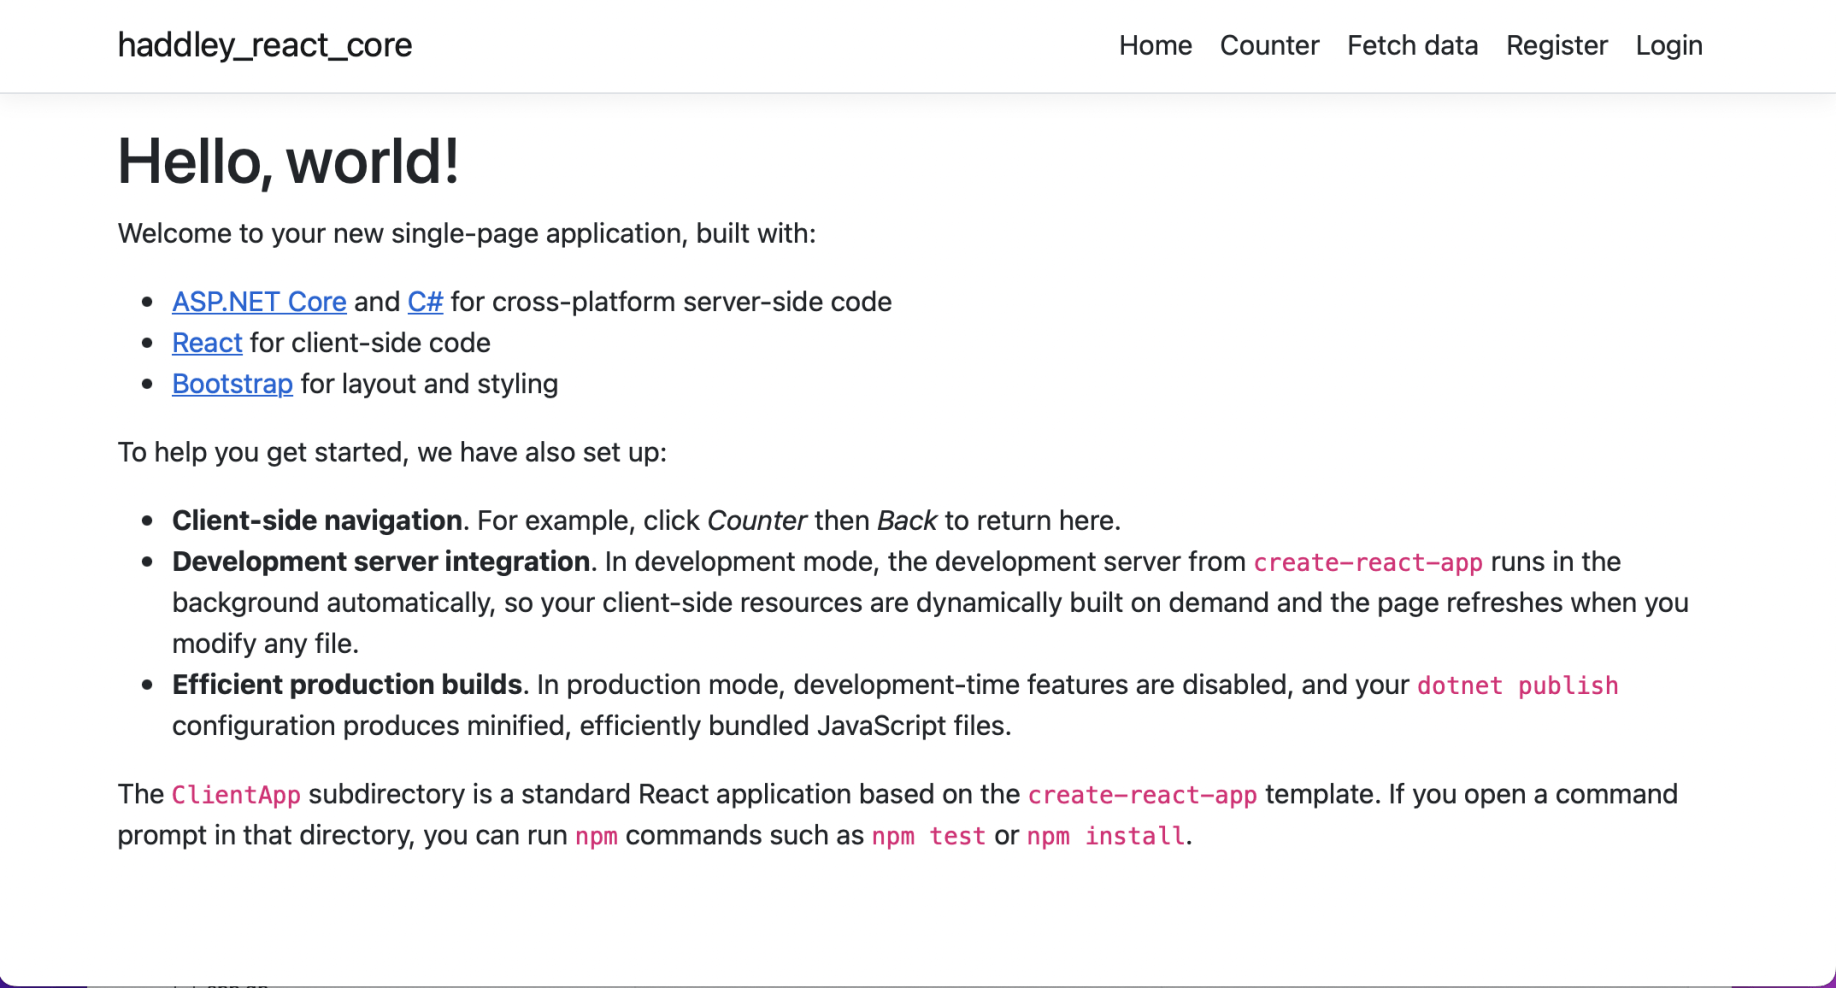 haddley_react_core
Home Counter Fetch data Register Login
Hello, world!
Welcome to your new single-page application, built with:
ASP.NET Core and C# for cross-platform server-side code
React for client-side code
Bootstrap for layout and styling
To help you get started, we have also set up:
Client-side navigation. For example, click Counter then Back to return here.
Development server integration. In development mode, the development server from create-react-app runs in the
background automatically, so your client-side resources are dynamically built on demand and the page refreshes when you
modify any file.
Efficient production builds. In production mode, development-time features are disabled, and your dotnet publish
configuration produces minified, efficiently bundled JavaScript files.
The ClientApp subdirectory is a standard React application based on the create-react-app template. If you open a command
prompt in that directory, you can run npm commands such as npm test or npm install.